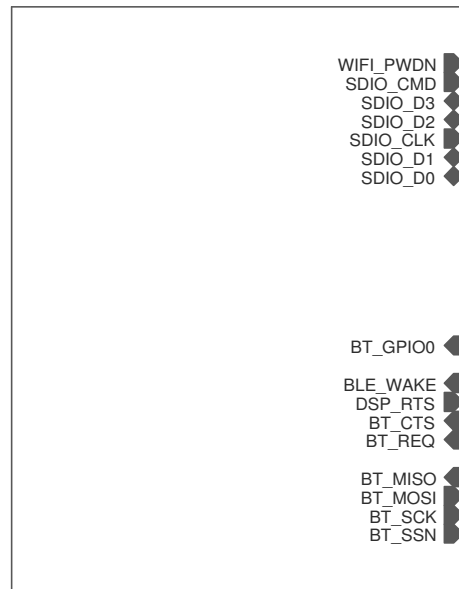 WIFI_PWDN
SDIO_CMD
SDIO_D3
SDIO_D2
SDIO_CLK
SDIO_D1
SDIO_D0
BT_GPIO0
BLE_WAKE
DSP_RTS
BT_CTS
BT_REQ
BT_MISO
BT_MOSI
BT_SCK
BT_SSN